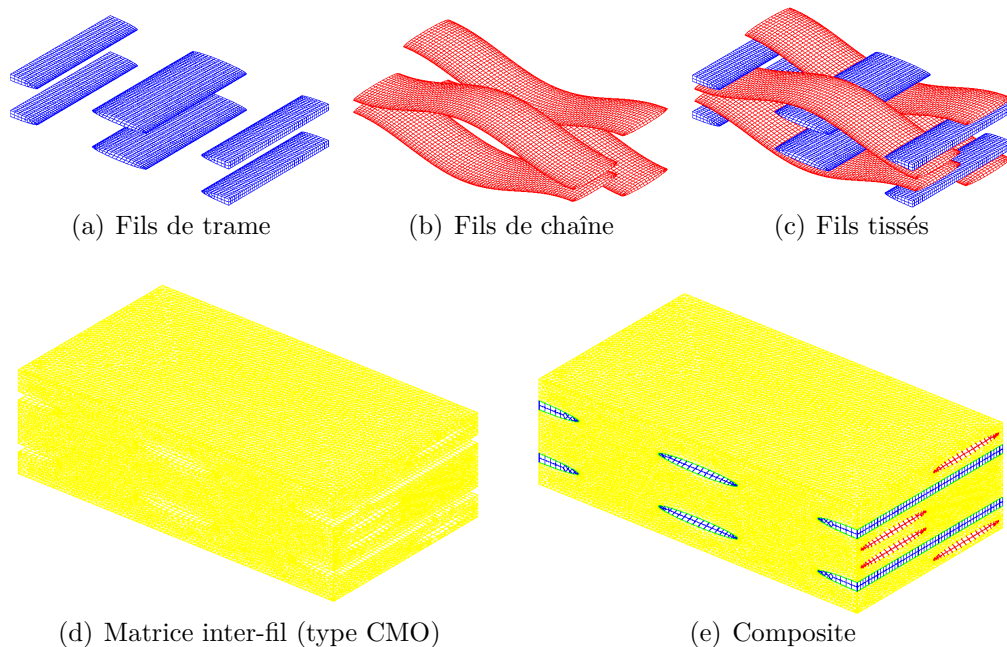 (a) Fils de trame
(b) Fils de chaîne
(c) Fils tissés
(d) Matrice inter-fil (type CMO)
(e) Composite